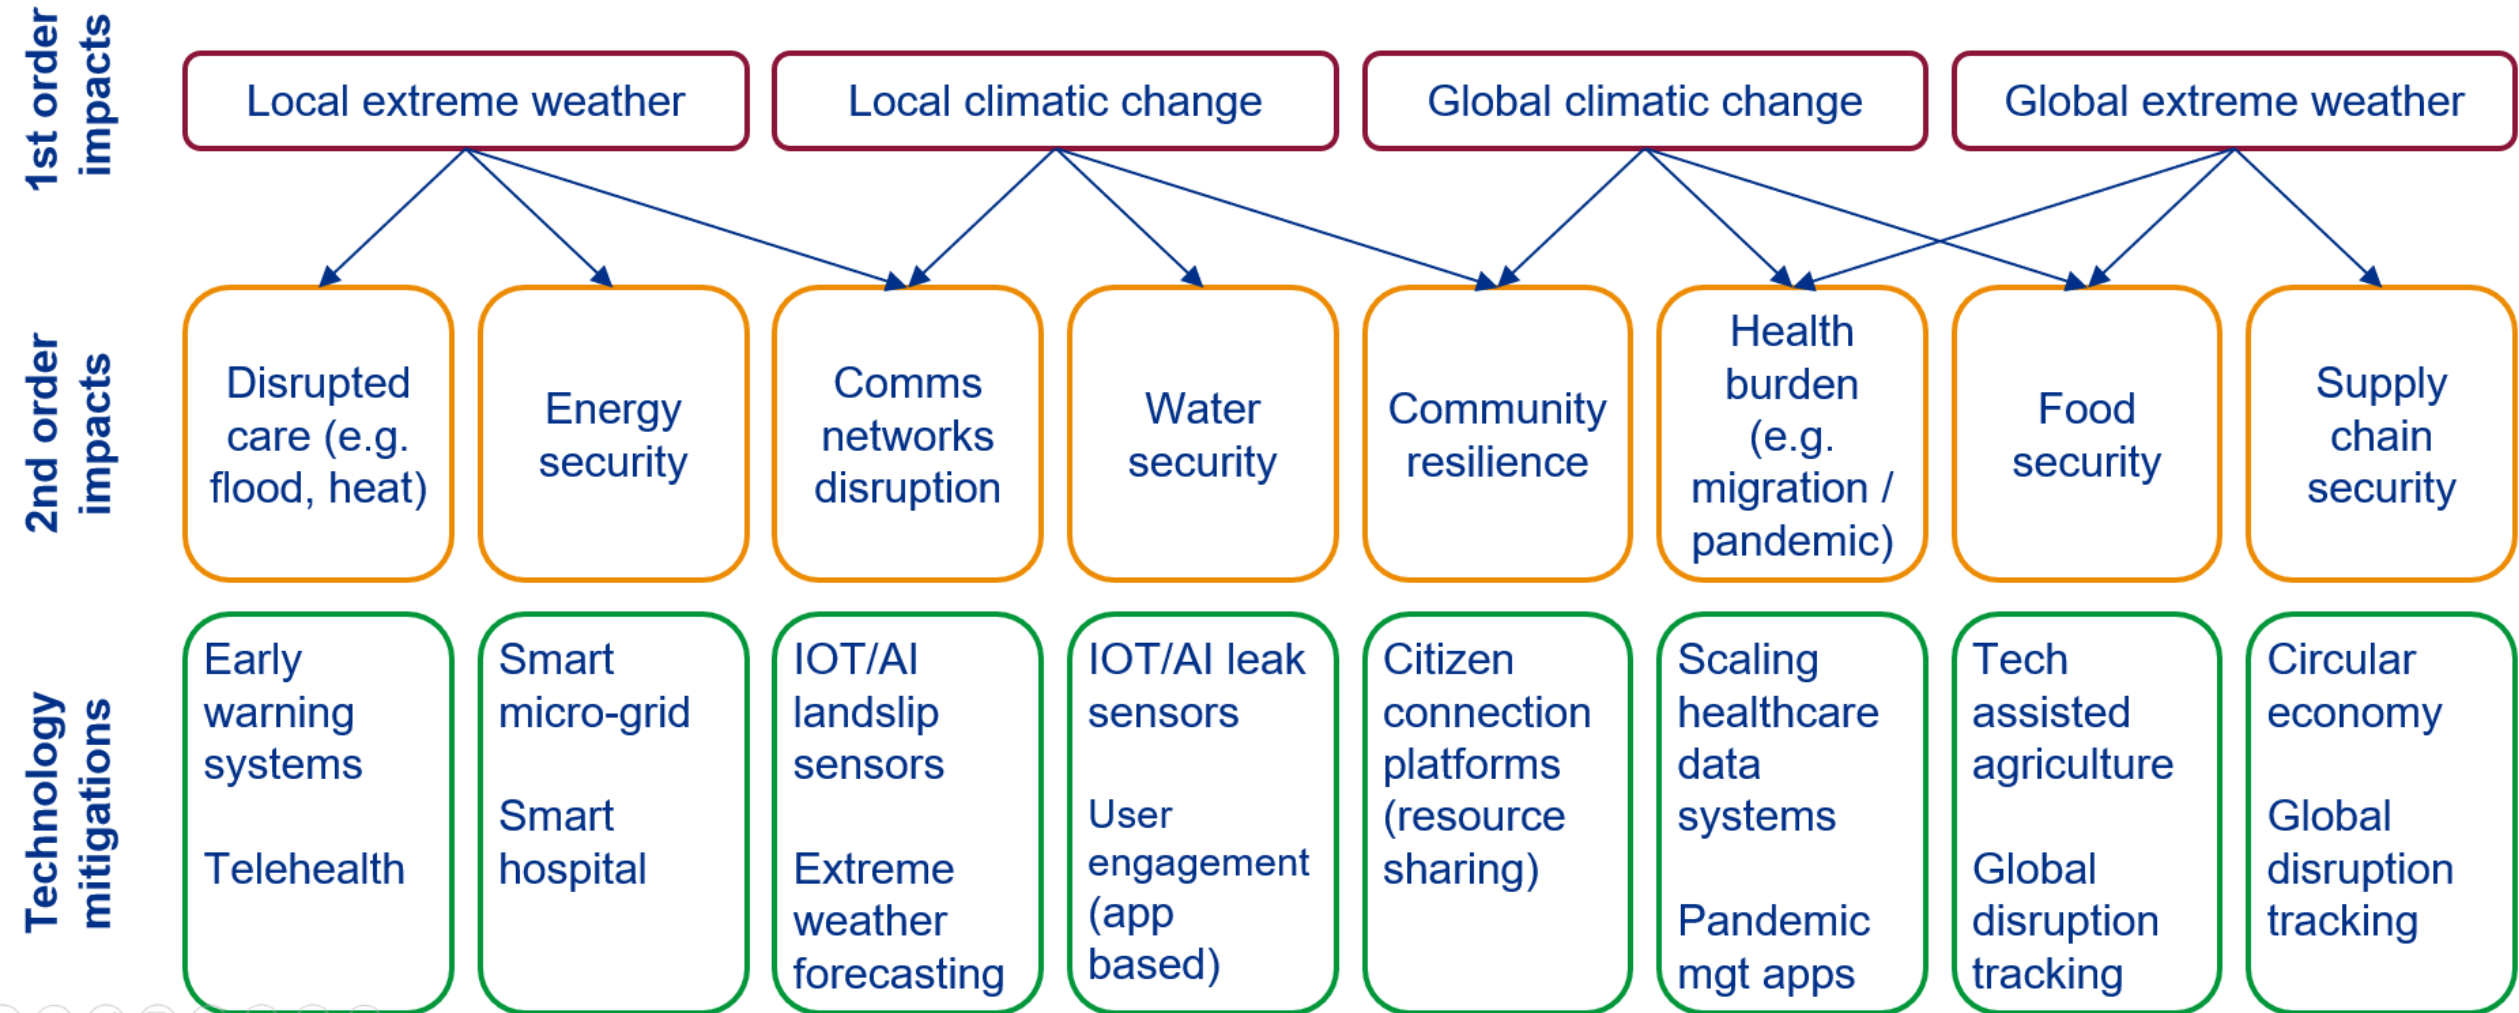 1st order
impacts
Local extreme weather
Local climatic change
Global climatic change
Global extreme weather
2nd order
impacts
Disrupted
care (e.g.
flood, heat)
Energy
security
Comms
networks
disruption
Water
security
Community
resilience
Health
burden
(e.g.
migration /
pandemic)
Food
security
Supply
chain
security
Technology
mitigations
Early
warning
systems
Telehealth
Smart
micro-grid
Smart
hospital
IOT/AI
landslip
sensors
Extreme
weather
forecasting
IOT/AI leak
sensors
User
engagement
(app
based)
Citizen
connection
platforms
(resource
sharing)
Scaling
healthcare
data
systems
Pandemic
mgt apps
Tech
assisted
agriculture
Global
disruption
tracking
Circular
economy
Global
disruption
tracking